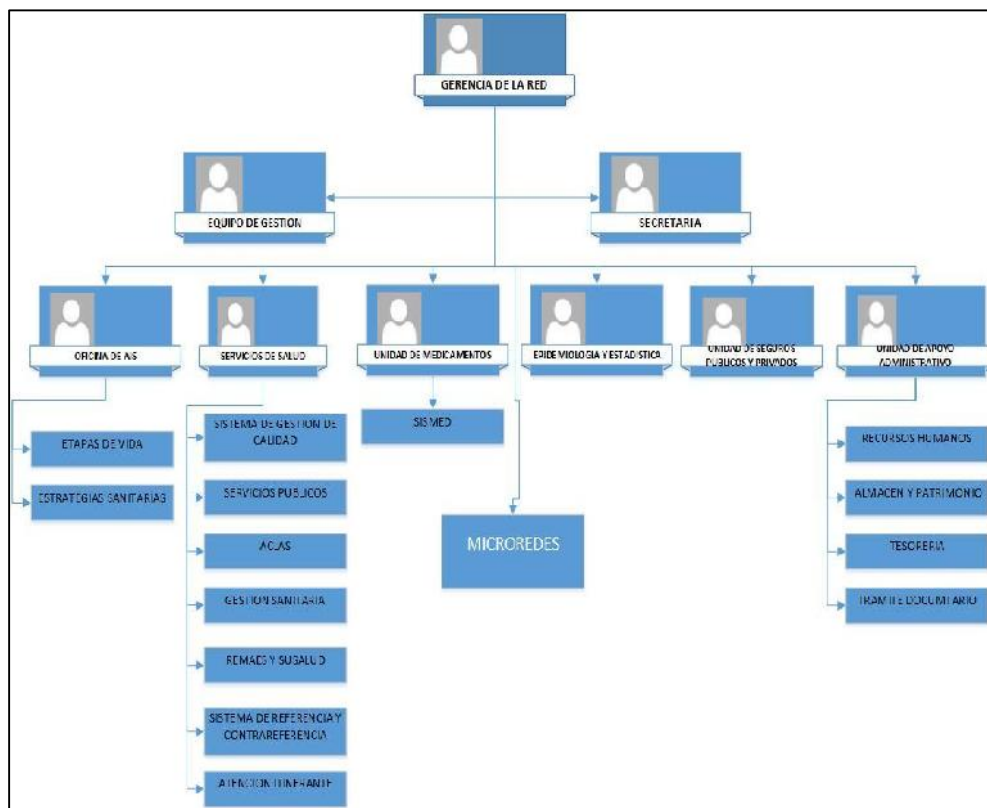 GERENCIA DE LA RED
EQUIPO DE GESTION
SECRETARIA
OFICINA DE AIS
SERVICIOS DE SALUD
UNIDAD DE MEDICAMENTOS
EPIDEMIOLOGIA Y ESTADISTICA
UNIDAD DE SEGUROS
PUBLICOS Y PRIVADOS
UNIDAD DE APOYO
ADMINISTRATIVO
ETAPAS DE VIDA
ESTRATEGIAS SANITARIAS
SISTEMA DE GESTION DE
CALIDAD
SERVICIOS PUBLICOS
ACLAS
GESTION SANITARIA
SUSALUD
SISTEMA DE REFERENCIA Y
CONTRAREFERENCIA
ATENCION ITINERANTE
SISMED
MICROREDES
RECURSOS HUMANOS
ALMACEN Y PATRIMONIO
TESORERIA
TRAMITE